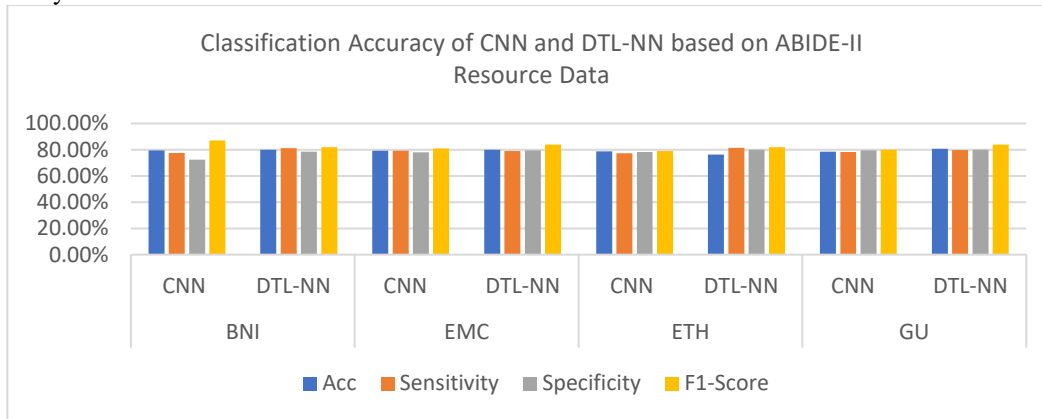 Classification Accuracy of CNN and DTL-NN based on ABIDE-II
Resource Data
100.00%
80.00%
60.00%
40.00%
20.00%
0.00%
CNN DTL-NN CNN DTL-NN CNN DTL-NN CNN DTL-NN
BNI EMC ETH GU
Acc Sensitivity Specificity F1-Score